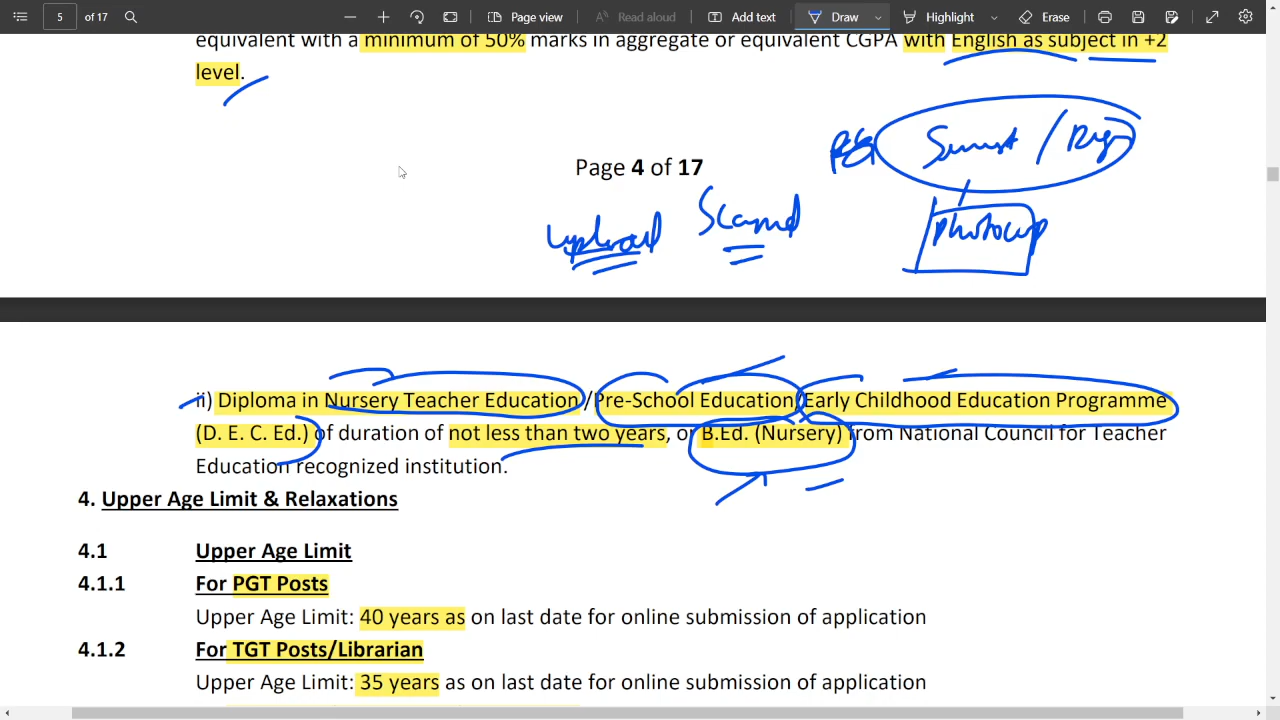 5 of 17 Page view Read aloud Add text Draw Highlight Erase
equivalent with a minimum of 50% marks in aggregate or equivalent CGPA with English as subject in +2
level.
Page 4 of 17
upload
ii) Diploma in Nursery Teacher Education /Pre-School Education Early Childhood Education Programme
(D. E. C. Ed.) of duration of not less than two years, or B.Ed. (Nursery) from National Council for Teacher
Education recognized institution.
4. Upper Age Limit & Relaxations
4.1 Upper Age Limit
4.1.1 For PGT Posts
Upper Age Limit: 40 years as on last date for online submission of application
4.1.2 For TGT Posts/Librarian
Upper Age Limit: 35 years as on last date for online submission of application